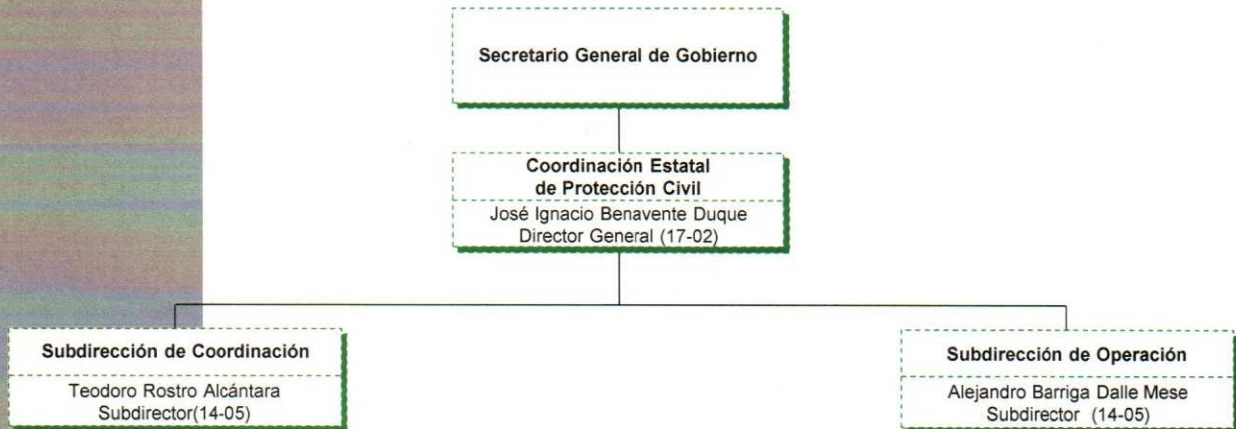 Secretario General de Gobierno
Coordinación Estatal
de Protección Civil
José Ignacio Benavente Duque
Director General (17-02)
Subdirección de Coordinación
Teodoro Rostro Alcántara
Subdirector(14-05)
Subdirección de Operación
Alejandro Barriga Dalle Mese
Subdirector (14-05)